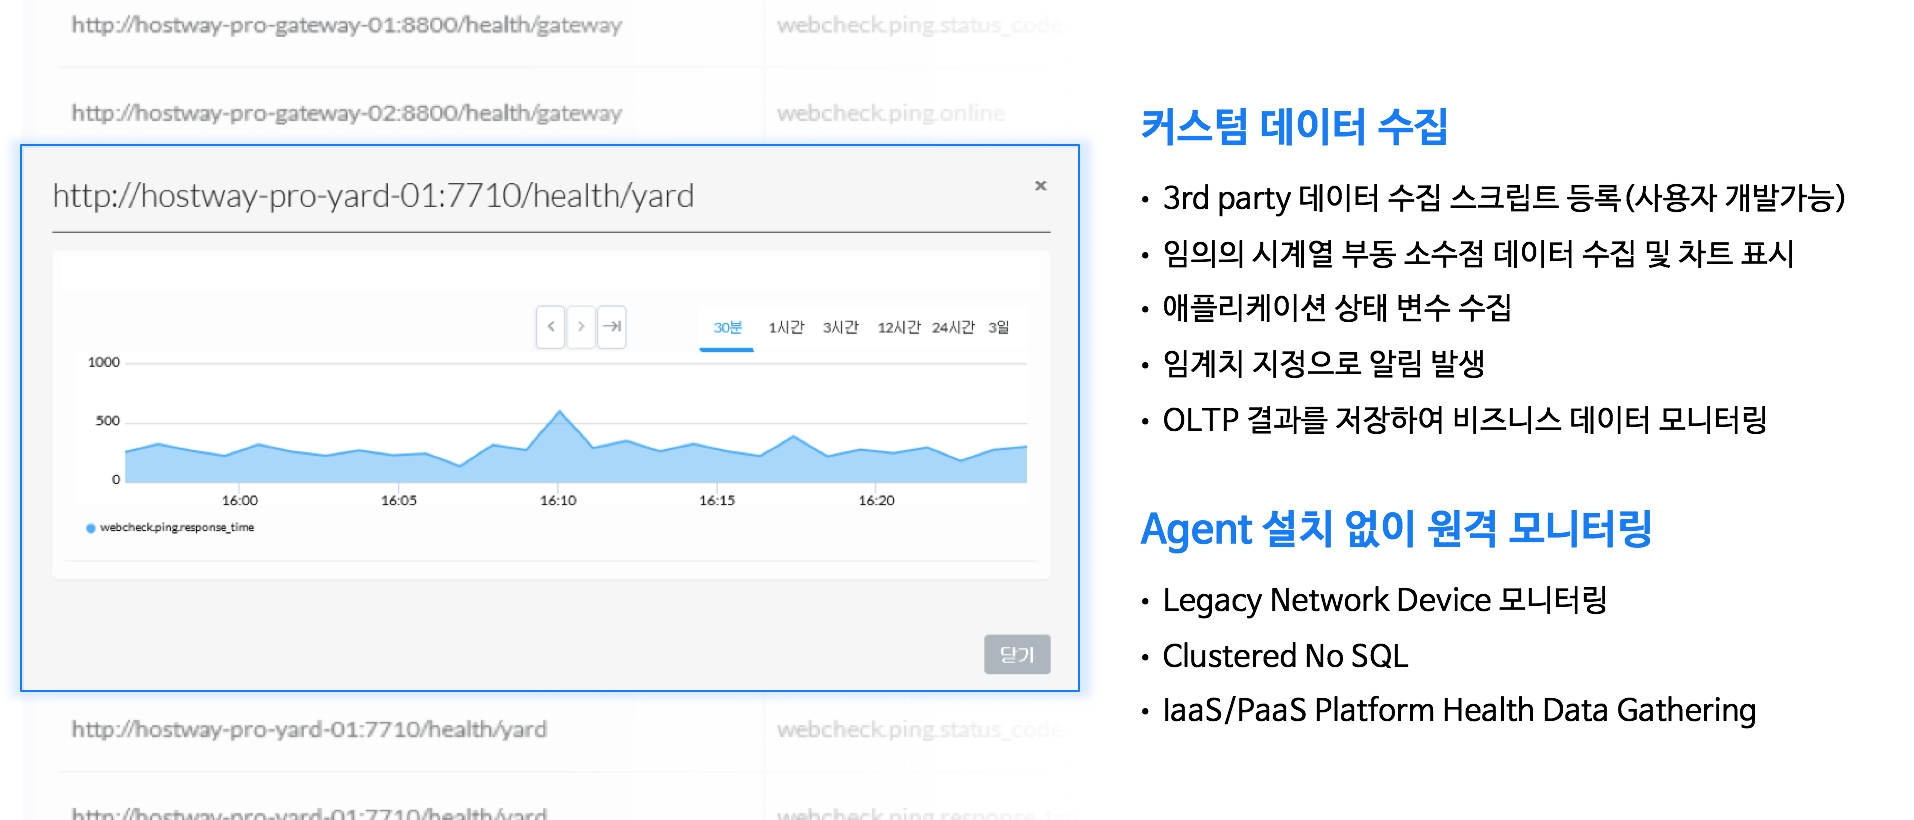 http://hostway-pro-gateway-01:8800/health/gateway
webcheck.ping.status_code
http://hostway-pro-gateway-02:8800/health/gateway
webcheck.ping.online
http://hostway-pro-yard-01:7710/health/yard
×
30분 1시간 3시간 12시간 24시간 3일
1000
500
0
16:00 16:05 16:10 16:15 16:20
webcheck.ping.response_time
닫기
http://hostway-pro-yard-01:7710/health/yard
webcheck.ping.status_code
http://hostway-pro-yard-01:7710/health/yard
커스텀 데이터 수집
• 3rd party 데이터 수집 스크립트 등록(사용자 개발가능)
• 임의의 시계열 부동 소수점 데이터 수집 및 차트 표시
• 애플리케이션 상태 변수 수집
• 임계치 지정으로 알림 발생
• OLTP 결과를 저장하여 비즈니스 데이터 모니터링
Agent 설치 없이 원격 모니터링
• Legacy Network Device 모니터링
• Clustered No SQL
• IaaS/PaaS Platform Health Data Gathering